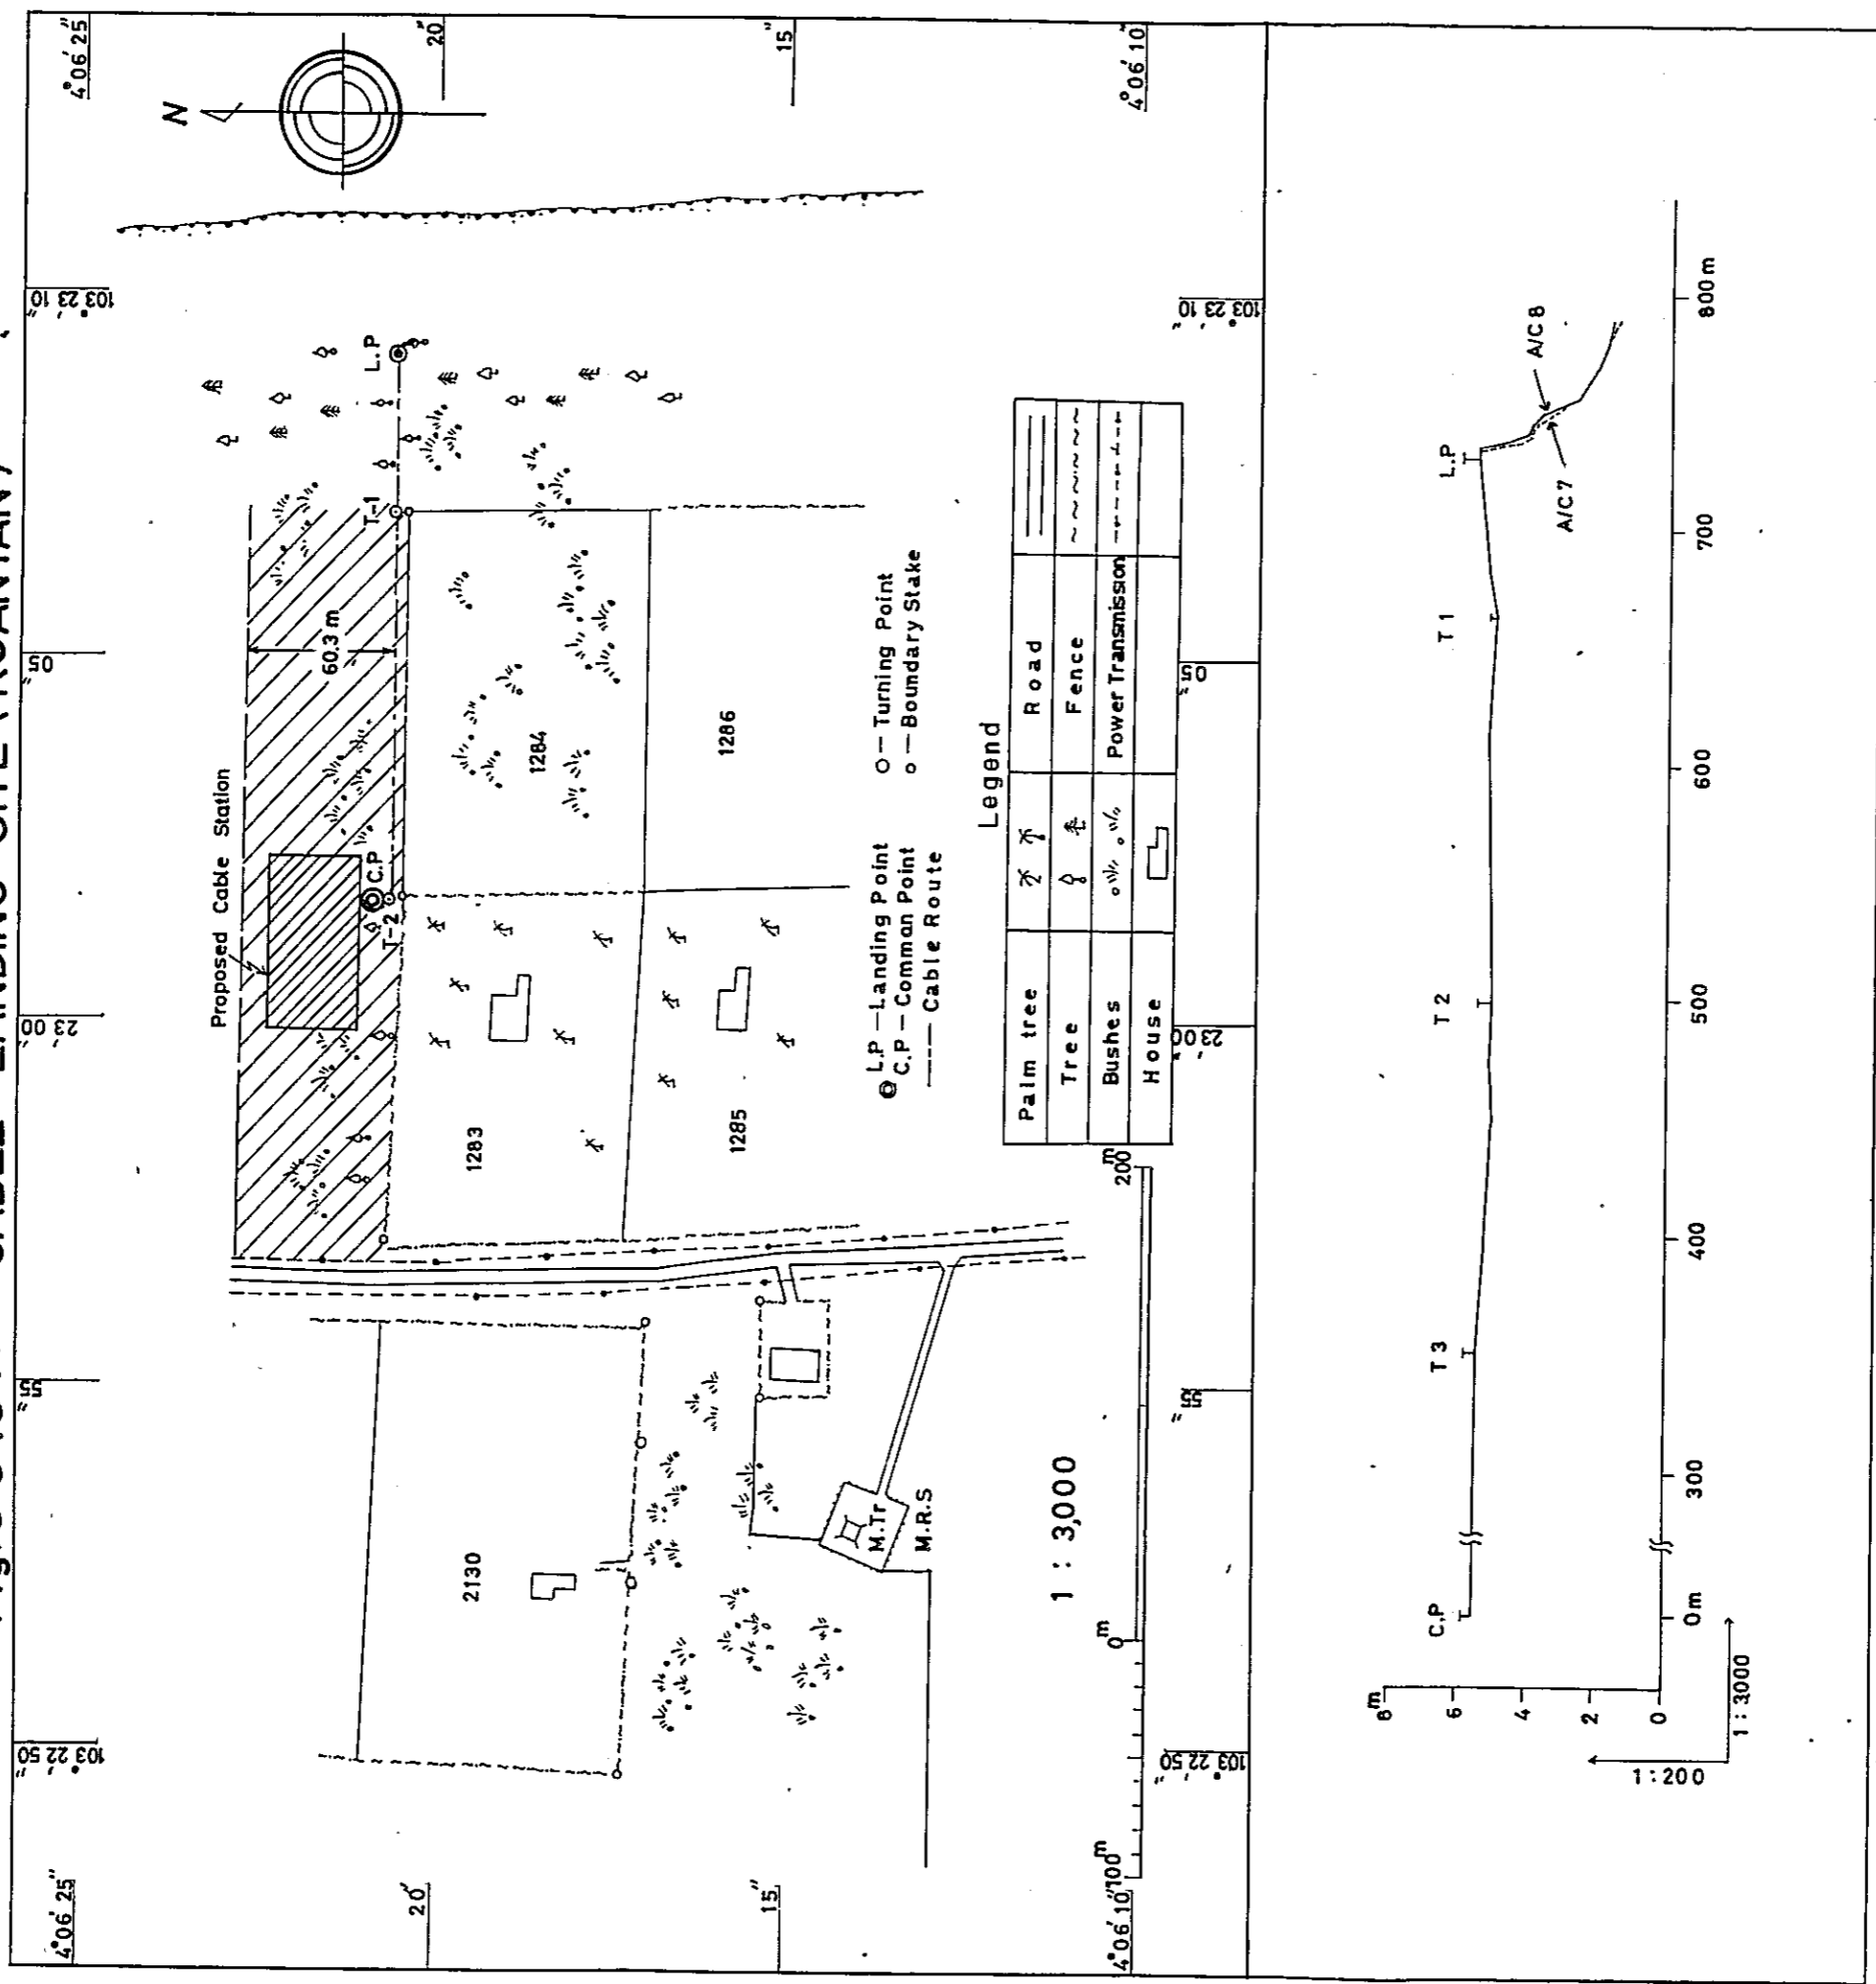 4°06' 25"
20"
15"
4°06' 10"
N
103° 23' 10"
05"
23' 00"
55"
103° 22' 50"
4°06' 25"
20"
15"
4°06' 10"
103° 23' 10"
05"
23' 00"
55"
103° 22' 50"
Proposed Cable Station
60.3 m
L.P
T-1
C.P
T-2
1284
1286
1283
1285
2130
M.Tr
M.R.S
L.P — Landing Point
C.P — Comman Point
---- Cable Route
O — Turning Point
o — Boundary Stake
Legend
Palm tree Road
Tree Fence
Bushes Power Transmission
House
1 : 3,000
100m 0m 200m
C.P T 3 T 2 T 1 L.P
A/C 7
A/C 8
8m
6
4
2
0
0m 300 400 500 600 700 800m
1 : 200
1 : 3000